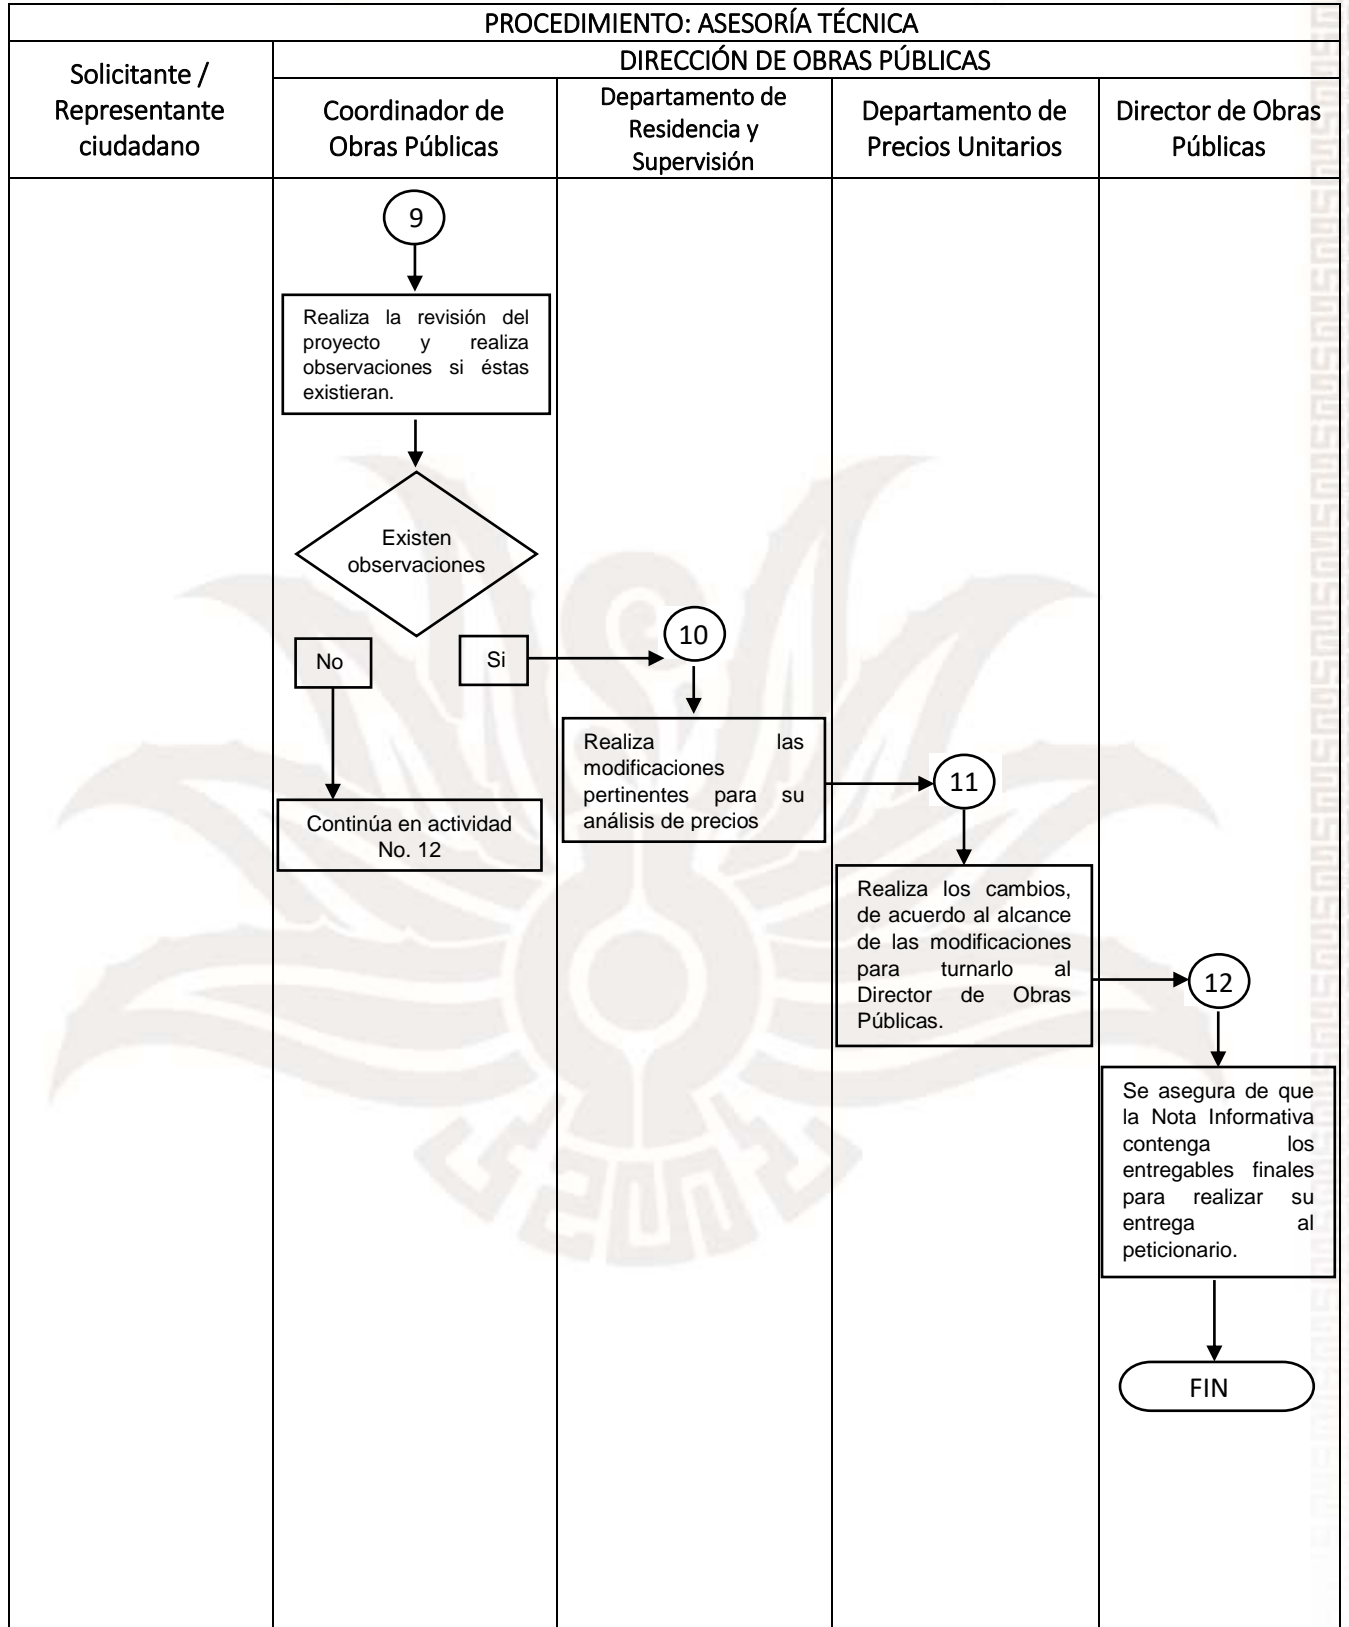 PROCEDIMIENTO: ASESORÍA TÉCNICA
Solicitante /
Representante
ciudadano
DIRECCIÓN DE OBRAS PÚBLICAS
Coordinador de
Obras Públicas
Departamento de
Residencia y
Supervisión
Departamento de
Precios Unitarios
Director de Obras
Públicas
9
Realiza la revisión del
proyecto y realiza
observaciones si éstas
existieran.
Existen
observaciones
No
Si
Continúa en actividad
No. 12
10
Realiza las
modificaciones
pertinentes para su
análisis de precios
11
Realiza los cambios,
de acuerdo al alcance
de las modificaciones
para turnarlo al
Director de Obras
Públicas.
12
Se asegura de que
la Nota Informativa
contenga los
entregables finales
para realizar su
entrega al
peticionario.
FIN